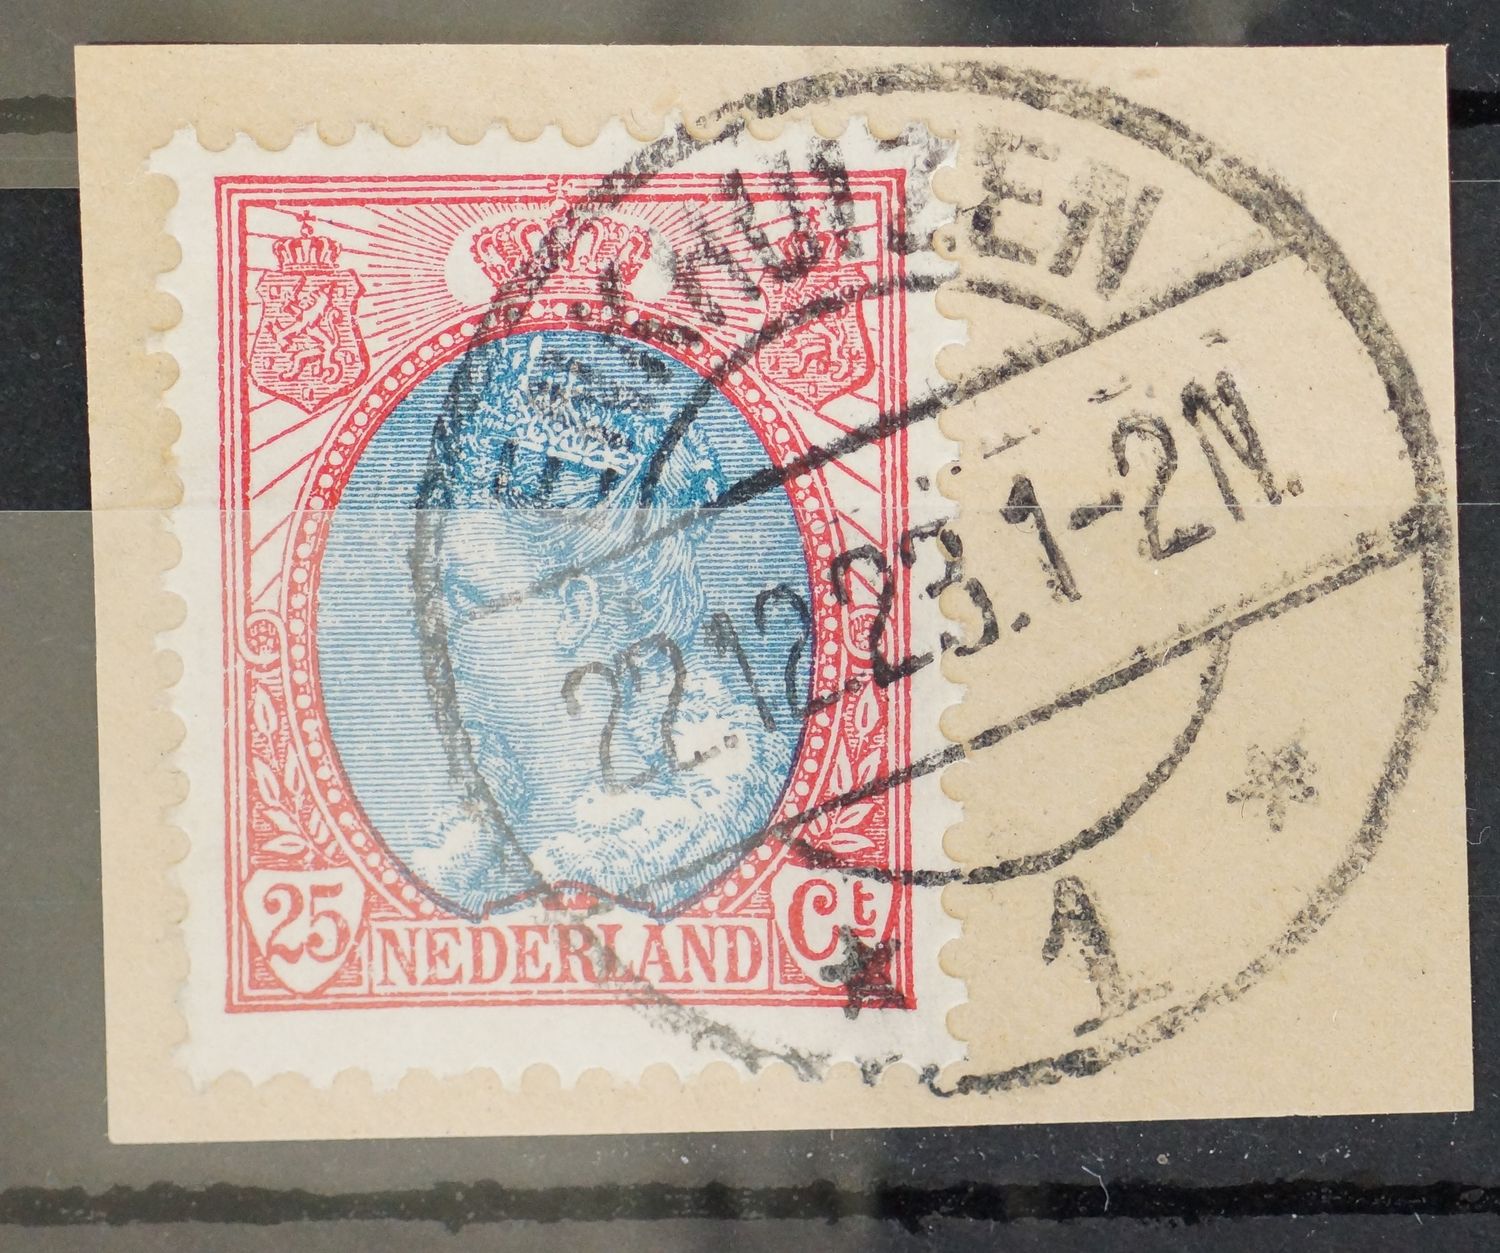 22.12.23.1-2N.
1
25 NEDERLAND Ct